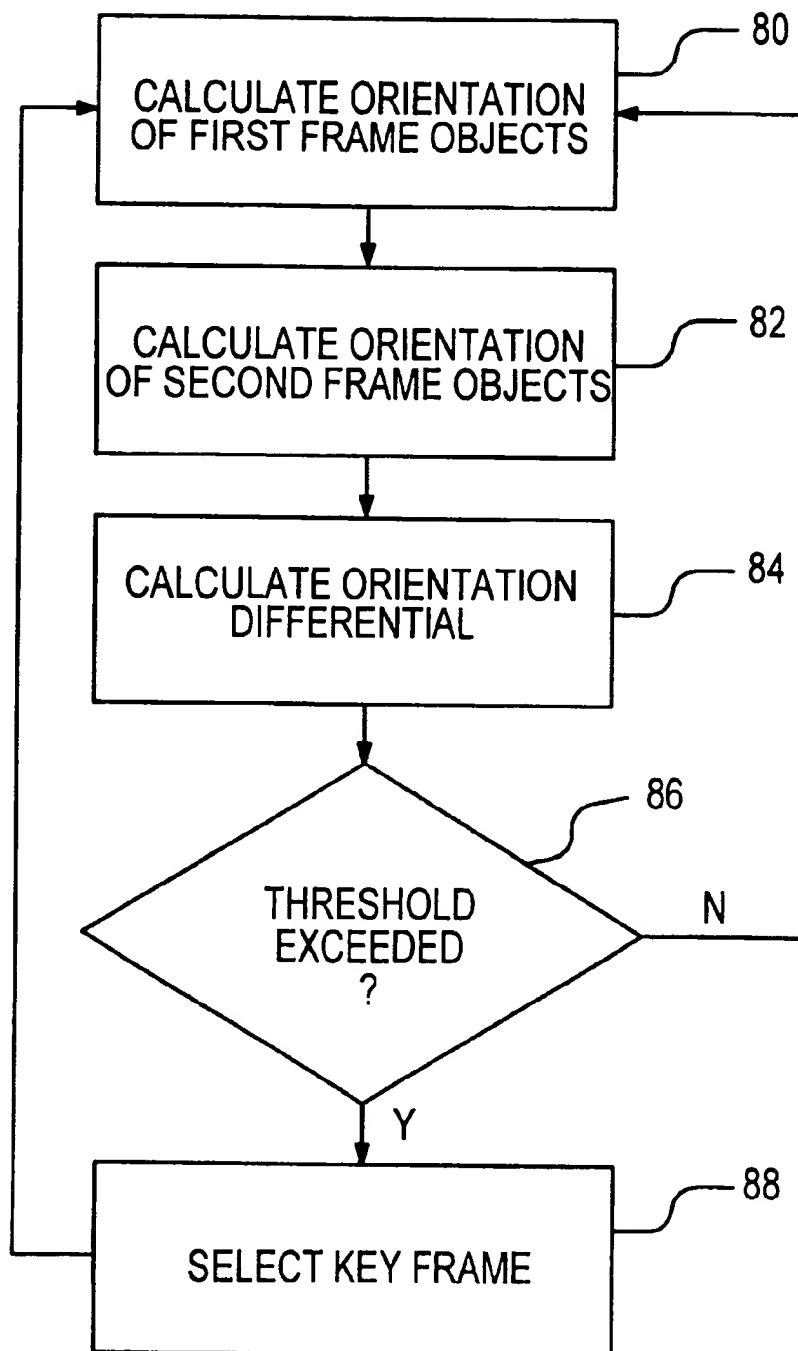 80
CALCULATE ORIENTATION
OF FIRST FRAME OBJECTS
82
CALCULATE ORIENTATION
OF SECOND FRAME OBJECTS
84
CALCULATE ORIENTATION
DIFFERENTIAL
86
THRESHOLD
EXCEEDED
?
N
Y
88
SELECT KEY FRAME